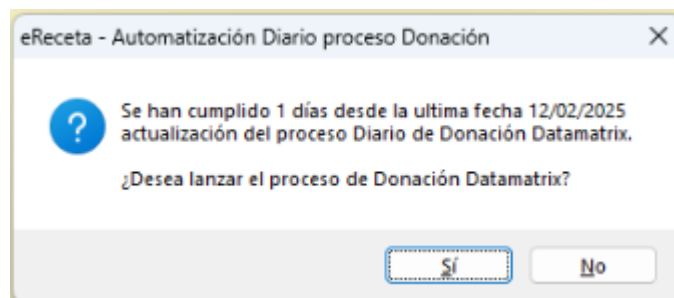 eReceta - Automatización Diario proceso Donación
Se han cumplido 1 días desde la ultima fecha 12/02/2025
actualización del proceso Diario de Donación Datamatrix.
¿Desea lanzar el proceso de Donación Datamatrix?
Sí
No